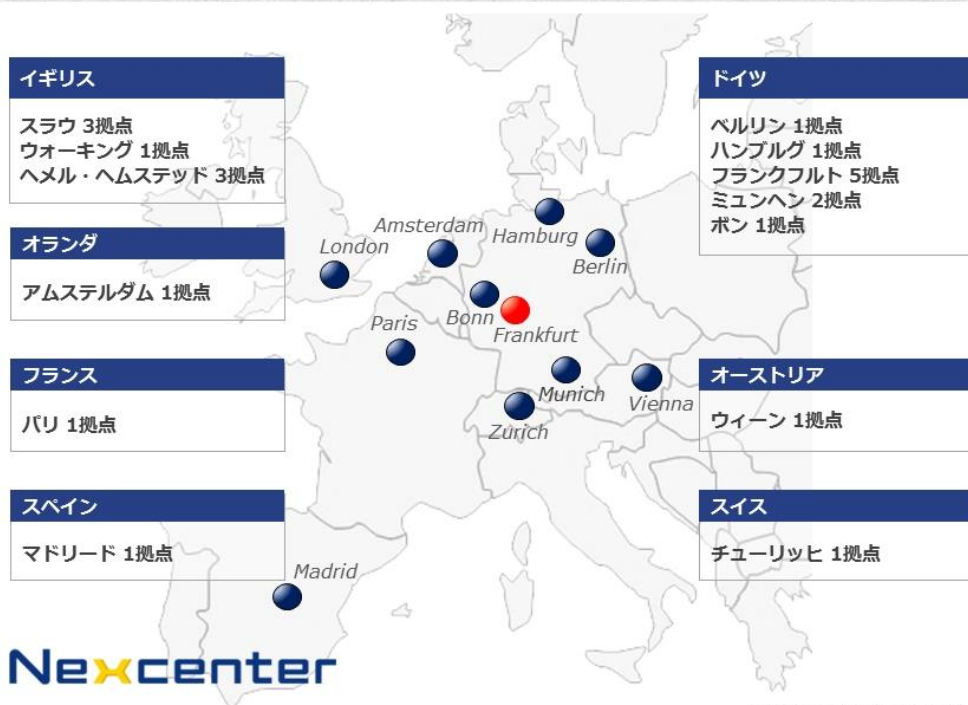 イギリス
スラウ 3拠点
ウォーキング 1拠点
ヘメル・ヘムステッド 3拠点
オランダ
アムステルダム 1拠点
フランス
パリ 1拠点
スペイン
マドリード 1拠点
ドイツ
ベルリン 1拠点
ハンブルグ 1拠点
フランクフルト 5拠点
ミュンヘン 2拠点
ボン 1拠点
オーストリア
ウィーン 1拠点
スイス
チューリッヒ 1拠点
Amsterdam
Hamburg
London
Berlin
Paris
Bonn
Frankfurt
Munich
Vienna
Zurich
Madrid
Nexcenter